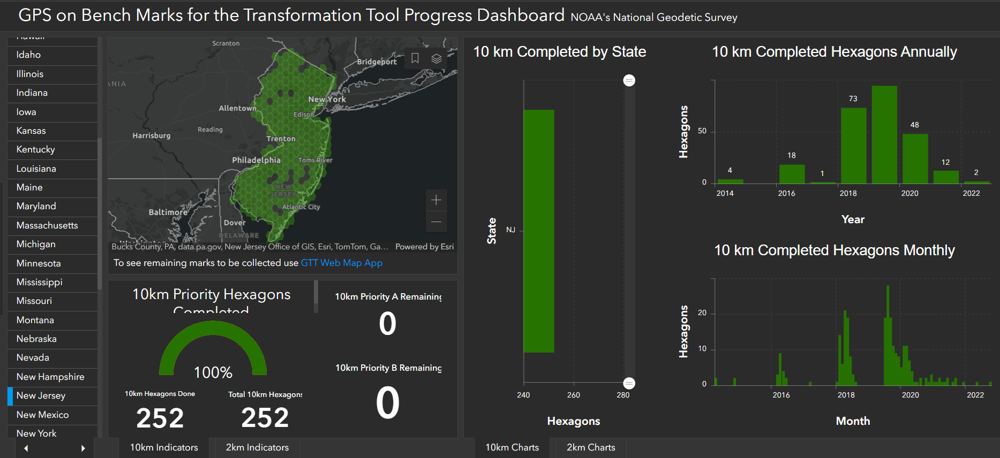 GPS on Bench Marks for the Transformation Tool Progress Dashboard NOAA's National Geodetic Survey
Hawaii
Idaho
Illinois
Indiana
Iowa
Kansas
Kentucky
Louisiana
Maine
Maryland
Massachusetts
Michigan
Minnesota
Mississippi
Missouri
Montana
Nebraska
Nevada
New Hampshire
New Jersey
New Mexico
New York
Scranton
Bridgeport
ANIA
New York
Allentown
Edison
Reading
Harrisburg
Trenton
Philadelphia
Toms River
NEW
JERSEY
Atlantic City
Baltimore
Dover
DELAWARE
Washington
Bucks County, PA, data.pa.gov, New Jersey Office of GIS, Esri, TomTom, Ga... Powered by Esri
To see remaining marks to be collected use GTT Web Map App
10km Priority Hexagons
Completed
100%
10km Hexagons Done
252
Total 10km Hexagons
252
10km Priority A Remaining
0
10km Priority B Remaining
0
10km Indicators
2km Indicators
10 km Completed by State
State
NJ
240 260 280
Hexagons
10 km Completed Hexagons Annually
Hexagons
50
0
4
18
1
73
48
12
2
2014 2016 2018 2020 2022
Year
10 km Completed Hexagons Monthly
Hexagons
20
10
0
2016 2018 2020 2022
Month
10km Charts
2km Charts